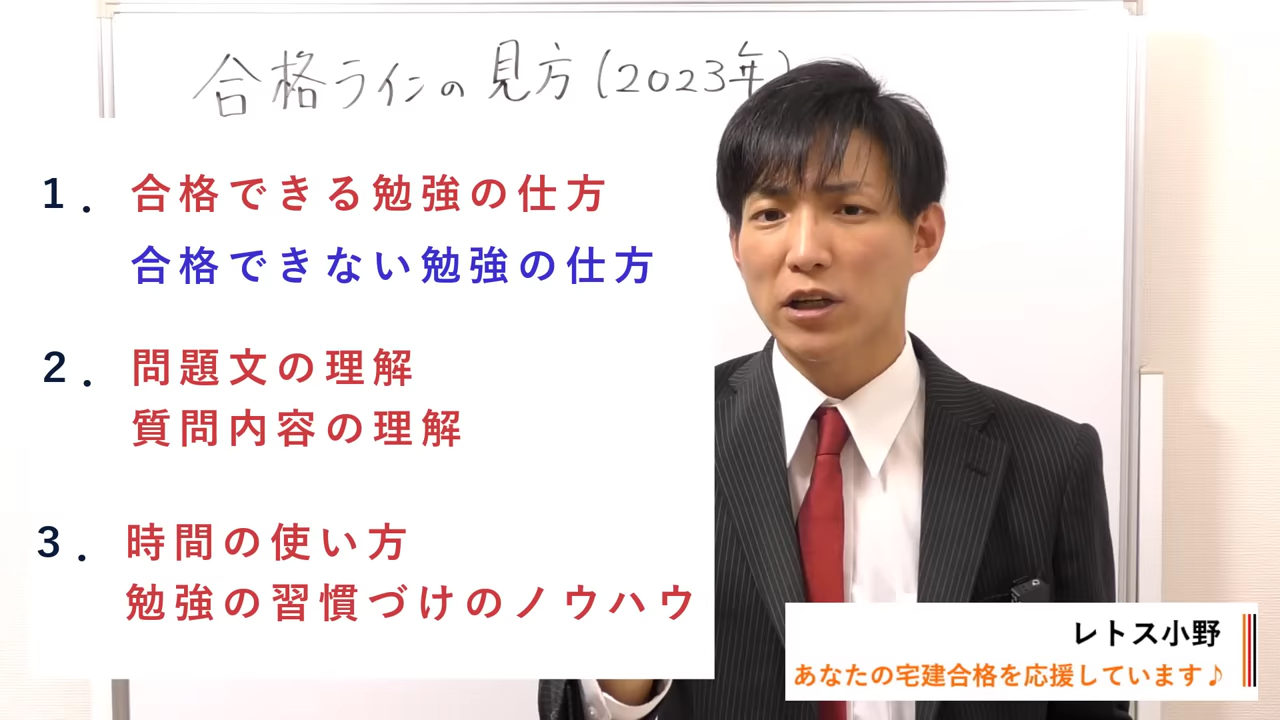 合格ラインの見方(2023年)
1. 合格できる勉強の仕方
合格できない勉強の仕方
2. 問題文の理解
質問内容の理解
3. 時間の使い方
勉強の習慣づけのノウハウ
レトス小野
あなたの宅建合格を応援しています♪